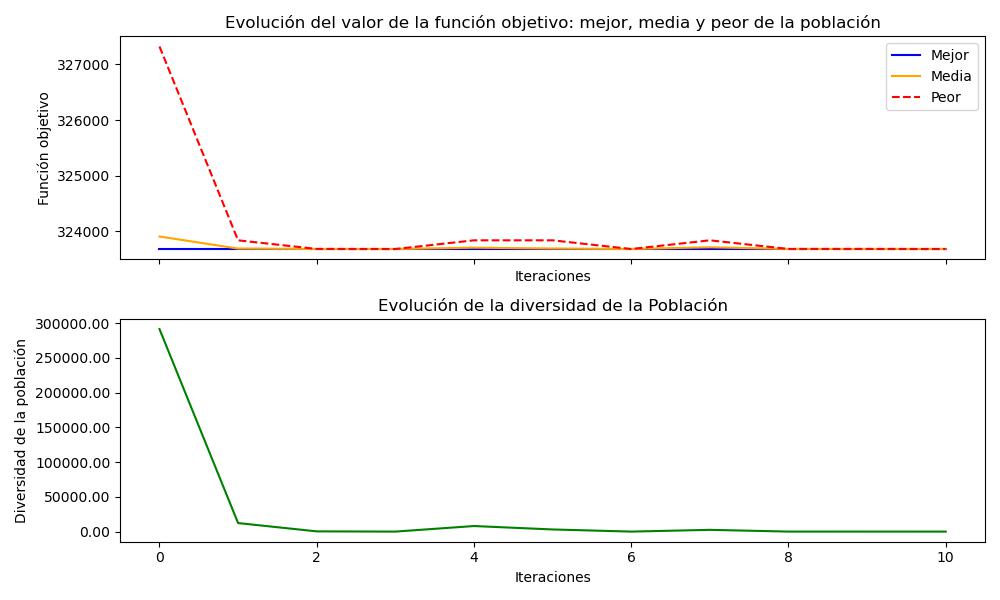 Evolución del valor de la función objetivo: mejor, media y peor de la población
Función objetivo
327000
326000
325000
324000
Mejor
Media
Peor
Iteraciones
Evolución de la diversidad de la Población
Diversidad de la población
300000.00
250000.00
200000.00
150000.00
100000.00
50000.00
0.00
0 2 4 6 8 10
Iteraciones